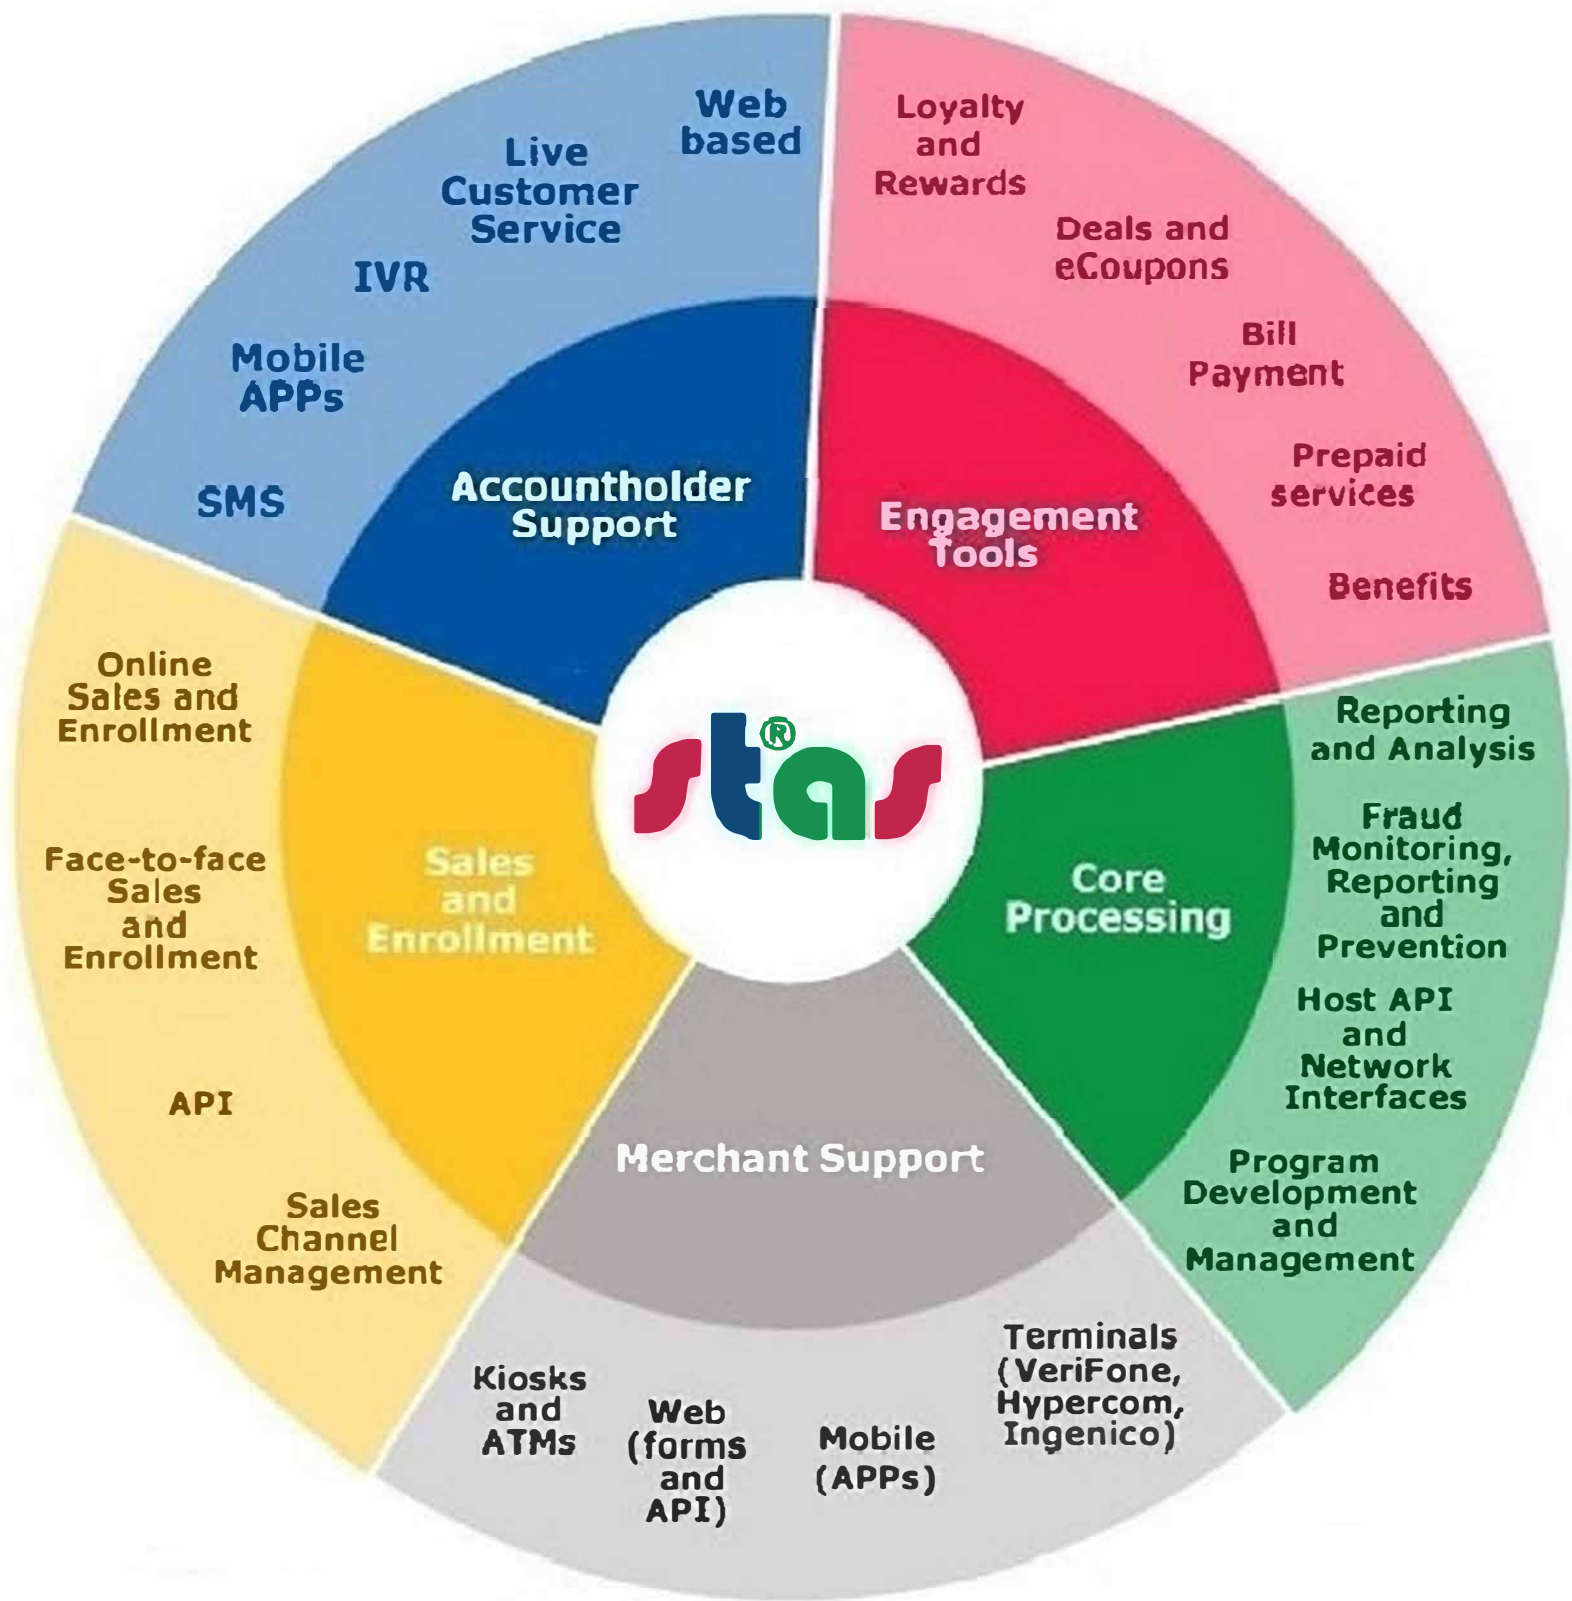 Web
based
Live
Customer
Service
IVR
Mobile
APPs
SMS
Accountholder
Support
Loyalty
and
Rewards
Deals and
eCoupons
Bill
Payment
Prepaid
services
Benefits
Engagement
Tools
Reporting
and Analysis
Fraud
Monitoring,
Reporting
and
Prevention
Host API
and
Network
Interfaces
Program
Development
and
Management
Core
Processing
Terminals
(VeriFone,
Hypercom,
Ingenico)
Mobile
(APPs)
Web
(forms
and
API)
Kiosks
and
ATMs
Merchant Support
Online
Sales and
Enrollment
Face-to-face
Sales
and
Enrollment
API
Sales
Channel
Management
Sales
and
Enrollment
stas®